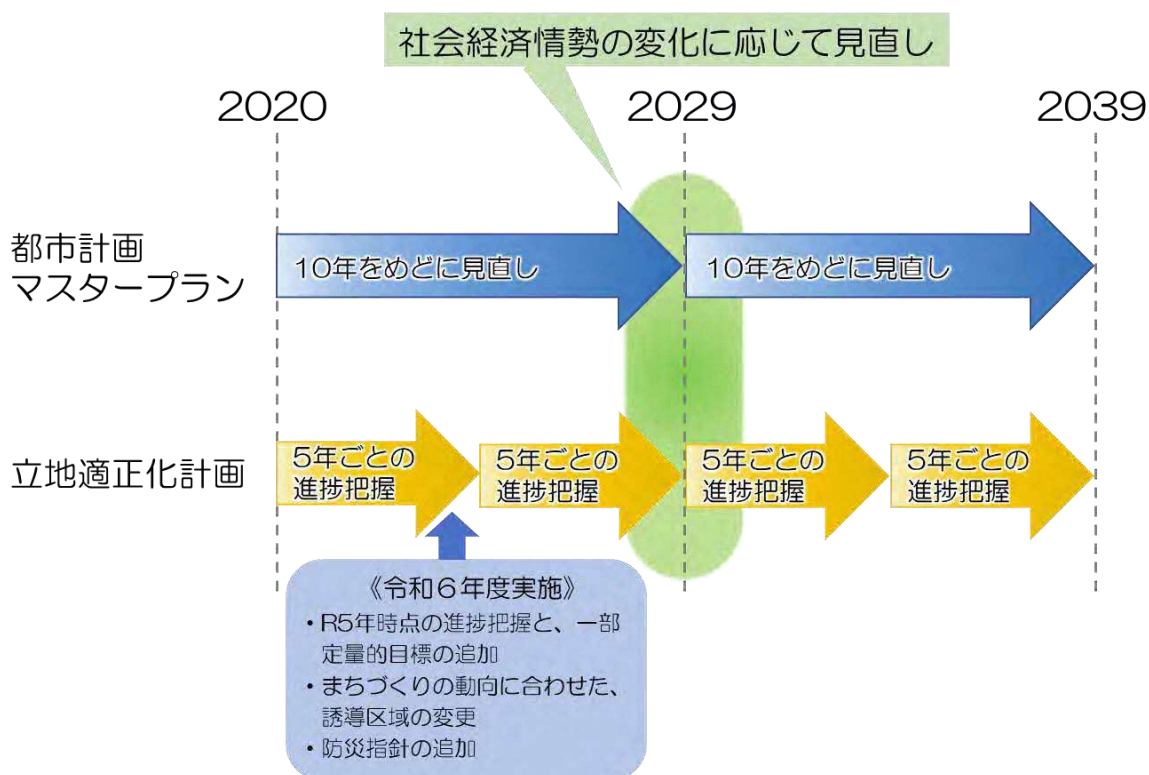 社会経済情勢の変化に応じて見直し
2020
2029
2039
都市計画
マスタープラン
10年をめどに見直し
10年をめどに見直し
立地適正化計画
5年ごとの
進捗把握
5年ごとの
進捗把握
5年ごとの
進捗把握
5年ごとの
進捗把握
《令和6年度実施》
・R5年時点の進捗把握と、一部
定量的目標の追加
・まちづくりの動向に合わせた、
誘導区域の変更
・防災指針の追加